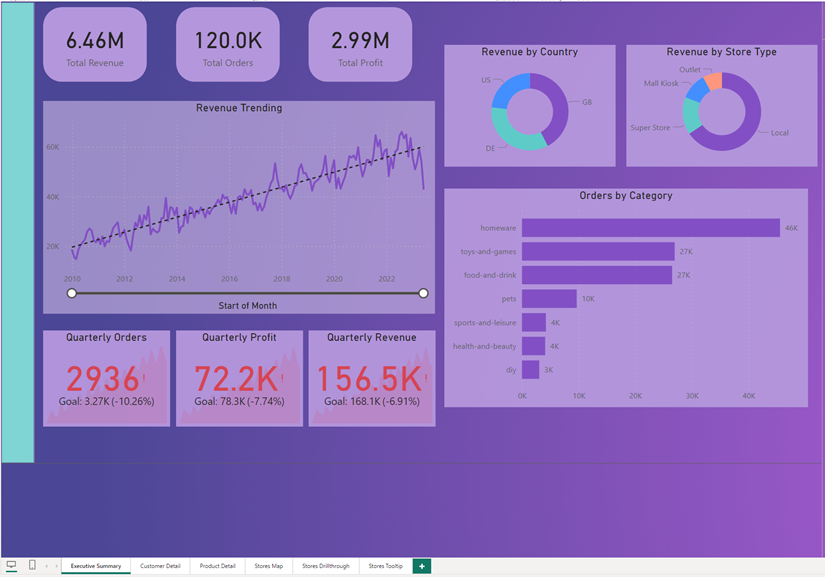 6.46M
Total Revenue
120.0K
Total Orders
2.99M
Total Profit
Revenue Trending
60K
40K
20K
2010
2012
2014
2016
2018
2020
2022
Start of Month
Quarterly Orders
2936!
Goal: 3.27K (-10.26%)
Quarterly Profit
72.2K!
Goal: 78.3K (-7.74%)
Quarterly Revenue
156.5K!
Goal: 168.1K (-6.91%)
Revenue by Country
US
GB
DE
Revenue by Store Type
Outlet
Mall Kiosk
Super Store
Local
Orders by Category
homeware
46K
toys-and-games
27K
food-and-drink
27K
pets
10K
sports-and-leisure
4K
health-and-beauty
4K
diy
3K
0K
10K
20K
30K
40K
Executive Summary
Customer Detail
Product Detail
Stores Map
Stores Drillthrough
Stores Tooltip
+